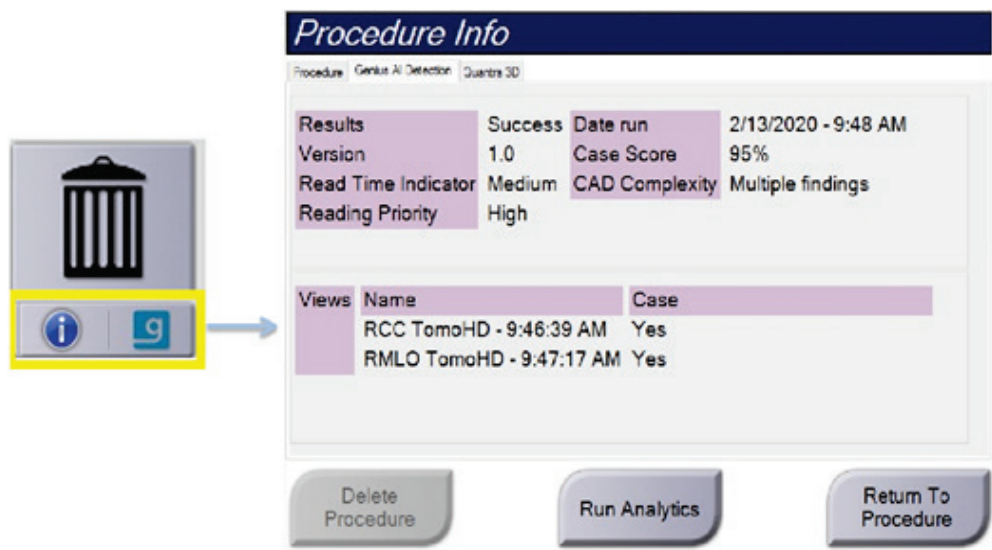 Procedure Info
Procedure Genius AI Detection Quantra 3D
Results Success Date run 2/13/2020 - 9:48 AM
Version 1.0 Case Score 95%
Read Time Indicator Medium CAD Complexity Multiple findings
Reading Priority High
Views Name Case
RCC TomoHD - 9:46:39 AM Yes
RMLO TomoHD - 9:47:17 AM Yes
i g
Delete Procedure
Run Analytics
Return To Procedure